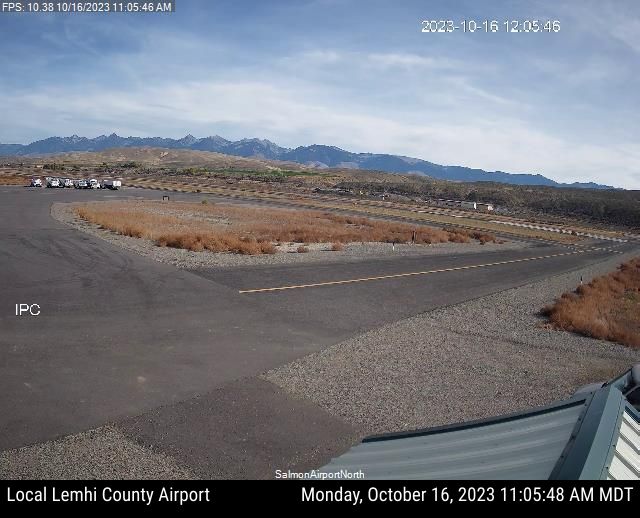 FPS: 10.38 10/16/2023 11:05:46 AM
2023-10-16 12:05:46
IPC
SalmonAirportNorth
Local Lemhi County Airport
Monday, October 16, 2023 11:05:48 AM MDT